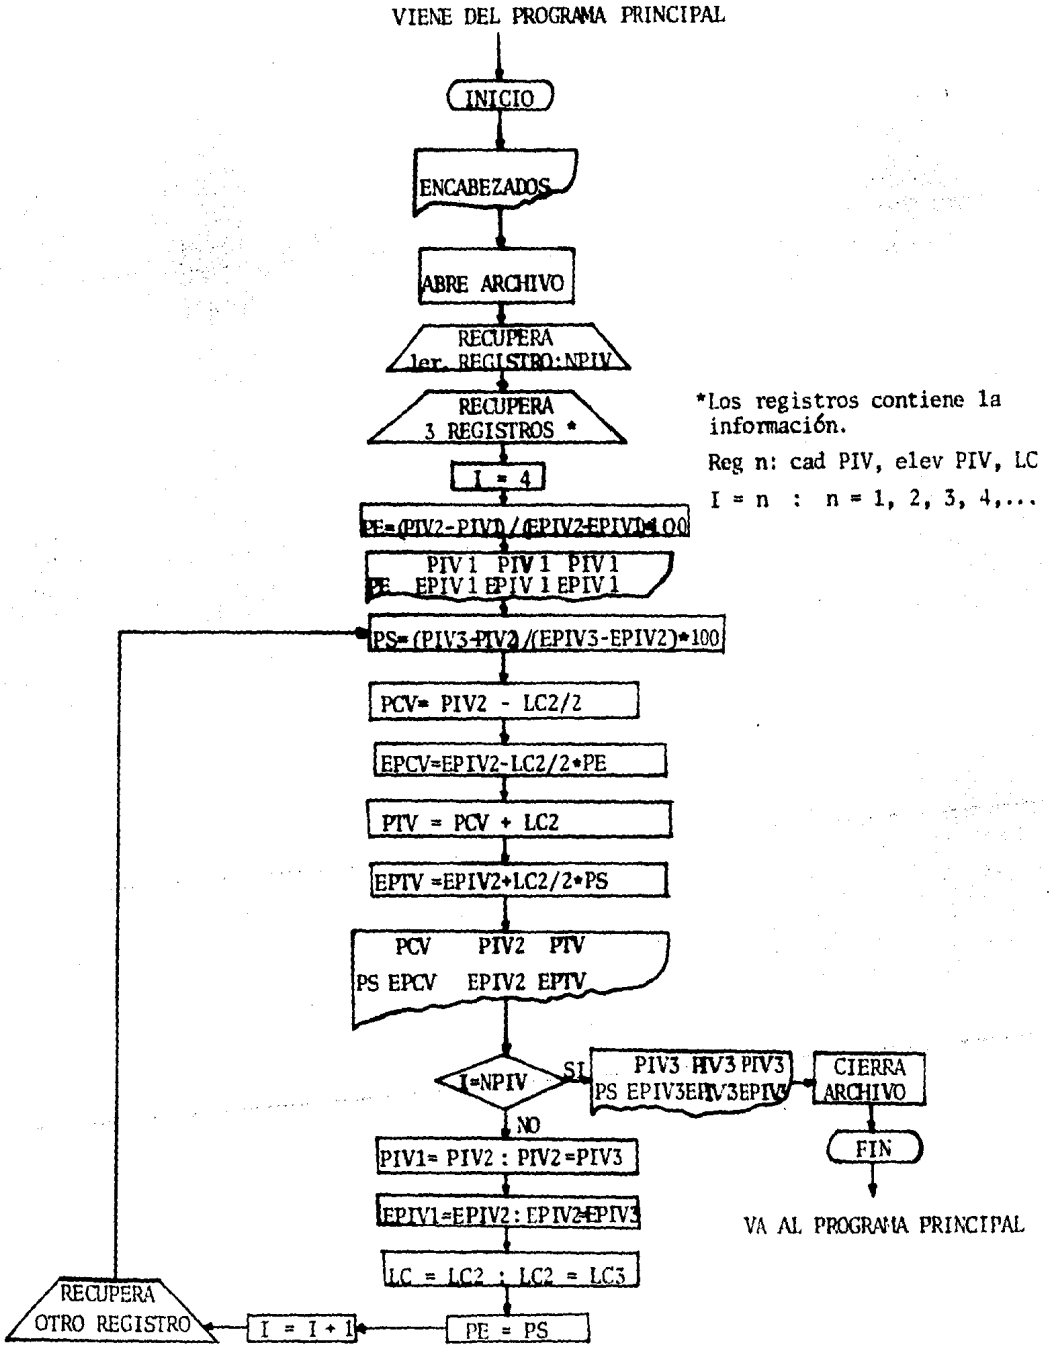 VIENE DEL PROGRAMA PRINCIPAL
INICIO
ENCABEZADOS
ABRE ARCHIVO
RECUPERA
1er. REGISTRO:NPIV
RECUPERA
3 REGISTROS *
*Los registros contiene la
información.
Reg n: cad PIV, elev PIV, LC
I = n : n = 1, 2, 3, 4,...
I = 4
PE=(PIV2-PIV1)/(EPIV2-EPIV1)*100
PIV1 PIV1 PIV1
PE EPIV1 EPIV1 EPIV1
PS=(PIV3-PIV2)/(EPIV3-EPIV2)*100
PCV= PIV2 - LC2/2
EPCV=EPIV2-LC2/2*PE
PTV = PCV + LC2
EPTV =EPIV2+LC2/2*PS
PCV PIV2 PTV
PS EPCV EPIV2 EPTV
I=NPIV
SI
PIV3 PIV3 PIV3
PS EPIV3EPIV3EPIV3
CIERRA
ARCHIVO
FIN
VA AL PROGRAMA PRINCIPAL
NO
PIV1= PIV2 : PIV2=PIV3
EPIV1=EPIV2: EPIV2=EPIV3
LC = LC2 : LC2 = LC3
PE = PS
I = I + 1
RECUPERA
OTRO REGISTRO